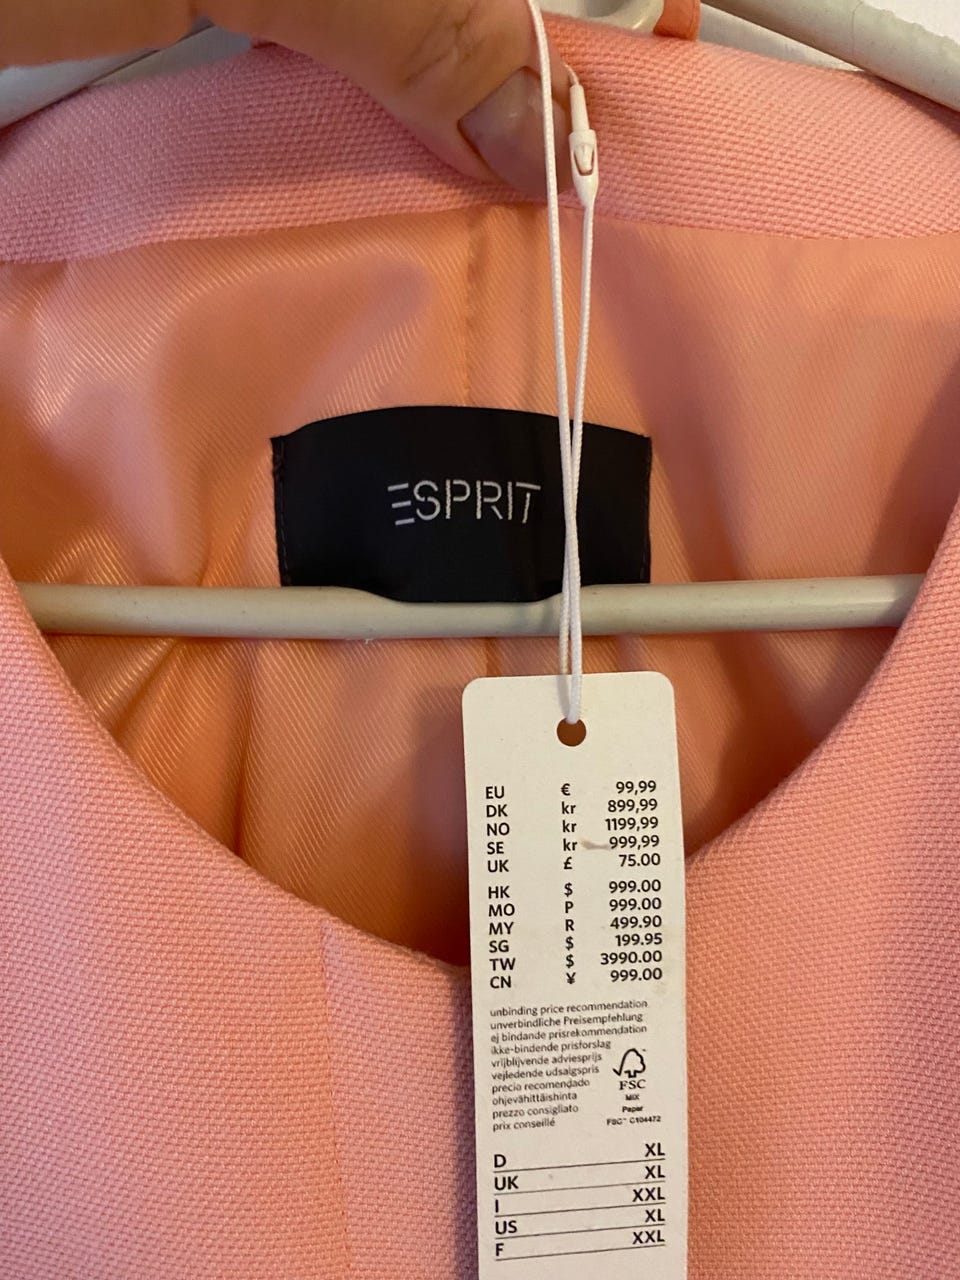 ESPRIT
EU € 99,99
DK kr 899,99
NO kr 1199,99
SE kr 999,99
UK £ 75.00
HK $ 999.00
MO P 999.00
MY R 499.90
SG $ 199.95
TW $ 3990.00
CN ¥ 999.00
unbinding price recommendation
unverbindliche Preisempfehlung
ej bindande prisrekommendation
ikke-bindende prisforslag
vrijblijvende adviesprijs
vejledende udsalgspris
precio recomendado
ohjevähittäishinta
prezzo consigliato
prix conseillé
FSC
MIX
Paper
FSC™ C104472
D XL
UK XL
I XXL
US XL
F XXL